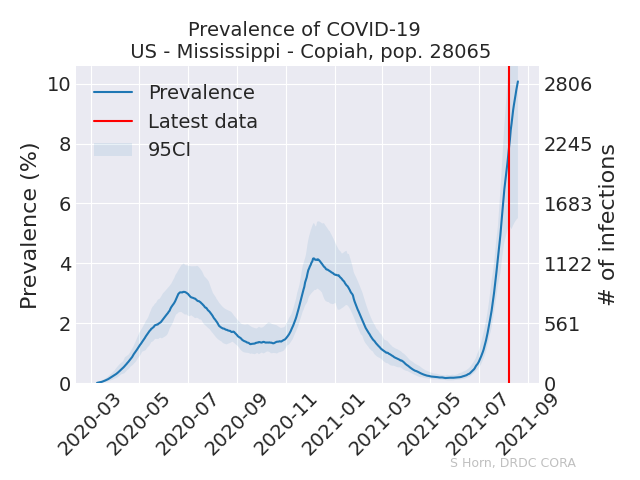 Prevalence of COVID-19
US - Mississippi - Copiah, pop. 28065
Prevalence (%)
10
8
6
4
2
0
Prevalence
Latest data
95CI
2806
2245
1683
1122
561
0
# of infections
2020-03
2020-05
2020-07
2020-09
2020-11
2021-01
2021-03
2021-05
2021-07
2021-09
S Horn, DRDC CORA